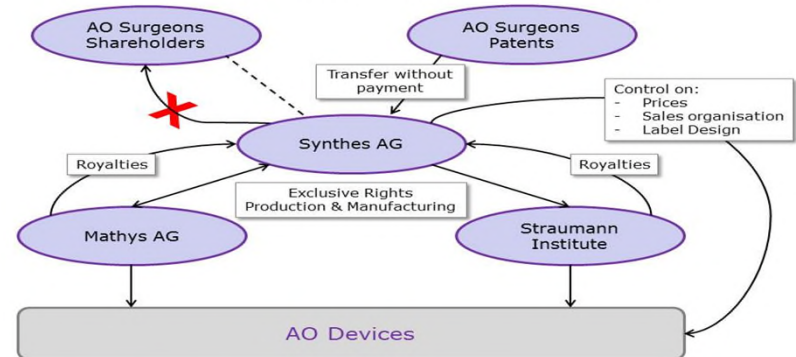 AO Surgeons
Shareholders
AO Surgeons
Patents
Transfer without
payment
Control on:
- Prices
- Sales organisation
- Label Design
Synthes AG
Royalties
Royalties
Exclusive Rights
Production & Manufacturing
Mathys AG
Straumann
Institute
AO Devices